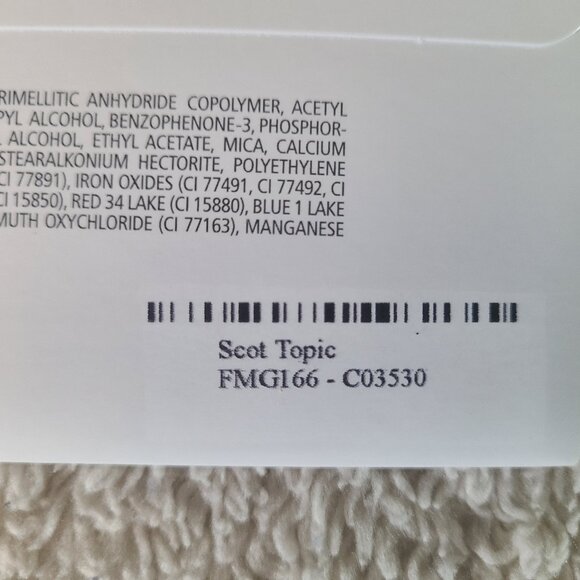 RIMELLITIC ANHYDRIDE COPOLYMER, ACETYL
PYL ALCOHOL, BENZOPHENONE-3, PHOSPHOR-
ALCOHOL, ETHYL ACETATE, MICA, CALCIUM
STEARALKONIUM HECTORITE, POLYETHYLENE
CI 77891), IRON OXIDES (CI 77491, CI 77492, CI
CI 15850), RED 34 LAKE (CI 15880), BLUE 1 LAKE
MUTH OXYCHLORIDE (CI 77163), MANGANESE
Scot Topic
FMG166 - C03530